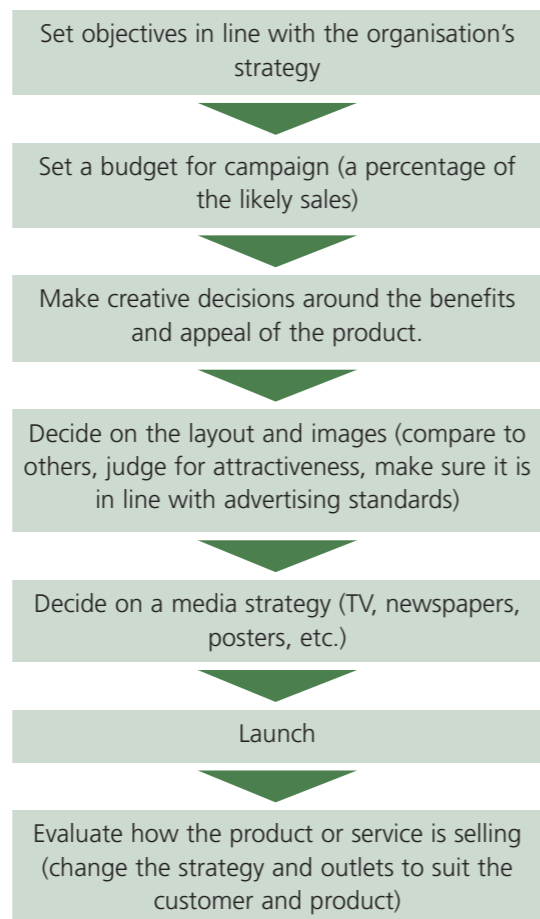 Set objectives in line with the organisation’s
strategy
Set a budget for campaign (a percentage of
the likely sales)
Make creative decisions around the benefits
and appeal of the product.
Decide on the layout and images (compare to
others, judge for attractiveness, make sure it is
in line with advertising standards)
Decide on a media strategy (TV, newspapers,
posters, etc.)
Launch
Evaluate how the product or service is selling
(change the strategy and outlets to suit the
customer and product)